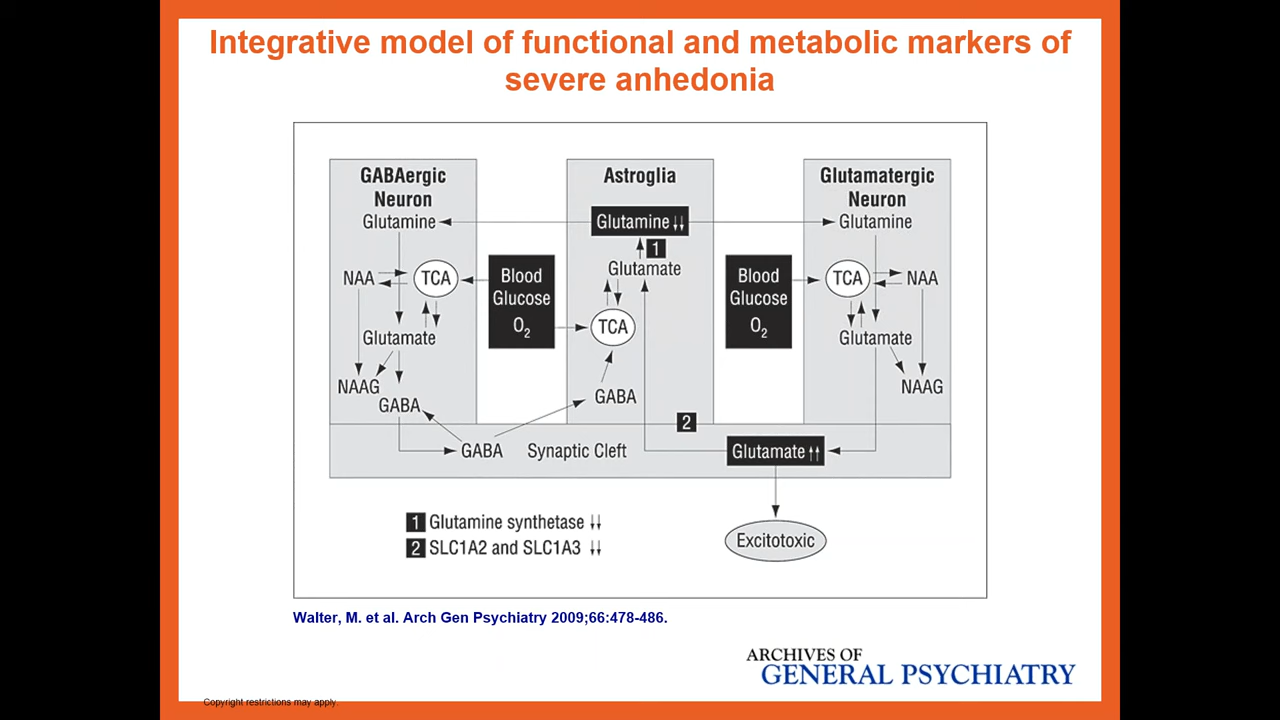 Integrative model of functional and metabolic markers of
severe anhedonia
GABAergic
Neuron
Glutamine
NAA
TCA
Glutamate
NAAG
GABA
Blood
Glucose
O2
Astroglia
Glutamine ↓↓
1
Glutamate
TCA
GABA
Blood
Glucose
O2
Glutamatergic
Neuron
Glutamine
TCA
NAA
Glutamate
NAAG
2
GABA
Synaptic Cleft
Glutamate ↑↑
1 Glutamine synthetase ↓↓
2 SLC1A2 and SLC1A3 ↓↓
Excitotoxic
Walter, M. et al. Arch Gen Psychiatry 2009;66:478-486.
ARCHIVES OF
GENERAL PSYCHIATRY
Copyright restrictions may apply.